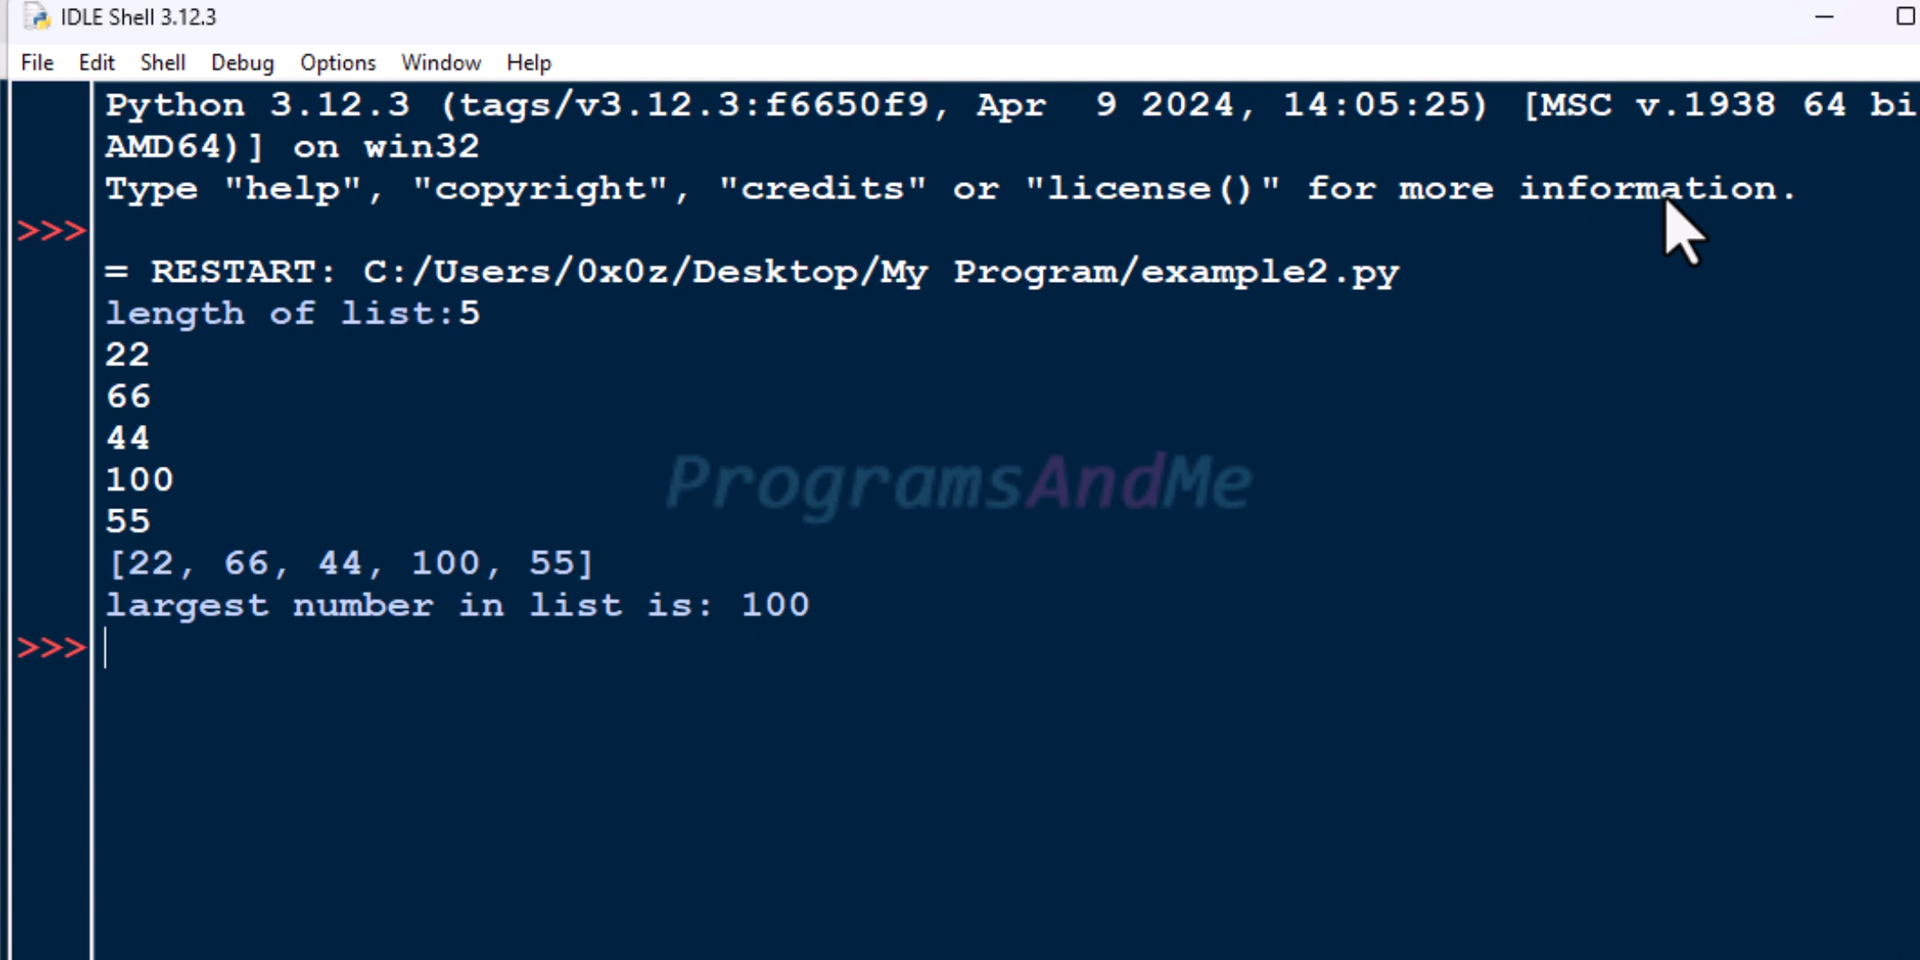 IDLE Shell 3.12.3
File Edit Shell Debug Options Window Help
Python 3.12.3 (tags/v3.12.3:f6650f9, Apr  9 2024, 14:05:25) [MSC v.1938 64 bi
AMD64)] on win32
Type "help", "copyright", "credits" or "license()" for more information.
>>>
= RESTART: C:/Users/0x0z/Desktop/My Program/example2.py
length of list:5
22
66
44
100
55
ProgramsAndMe
[22, 66, 44, 100, 55]
largest number in list is: 100
>>>